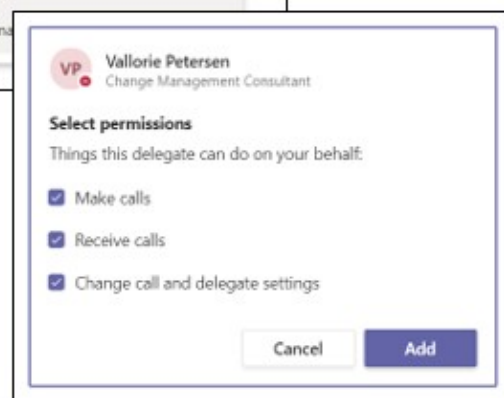 VP
Vallorie Petersen
Change Management Consultant
Select permissions
Things this delegate can do on your behalf:
Make calls
Receive calls
Change call and delegate settings
Cancel
Add